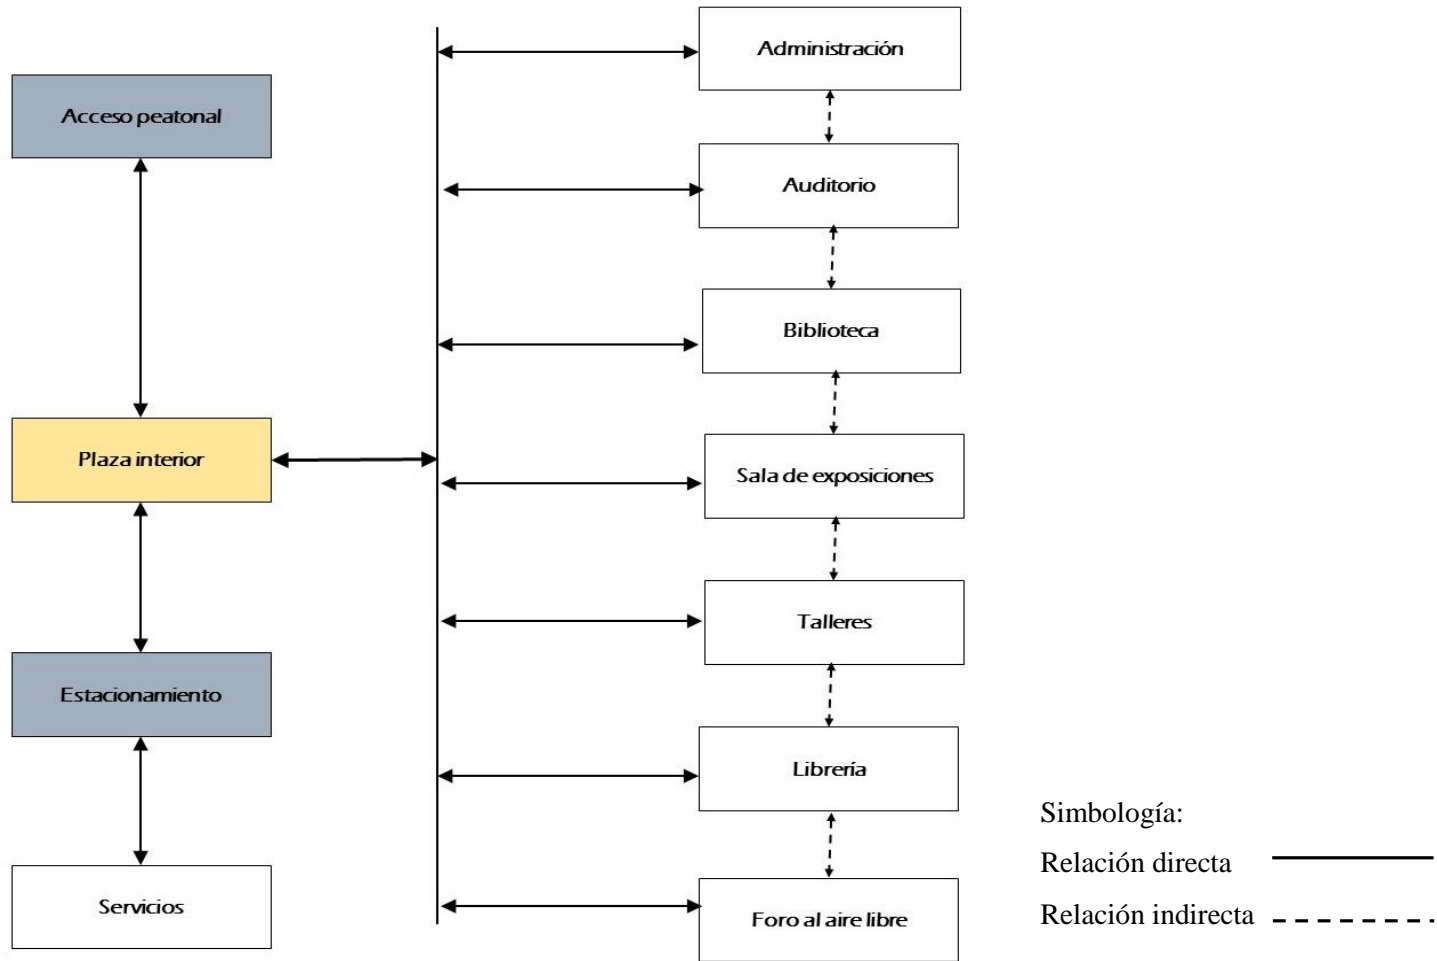 Acceso peatonal
Plaza interior
Estacionamiento
Servicios
Administración
Auditorio
Biblioteca
Sala de exposiciones
Talleres
Librería
Foro al aire libre
Simbología:
Relación directa
Relación indirecta